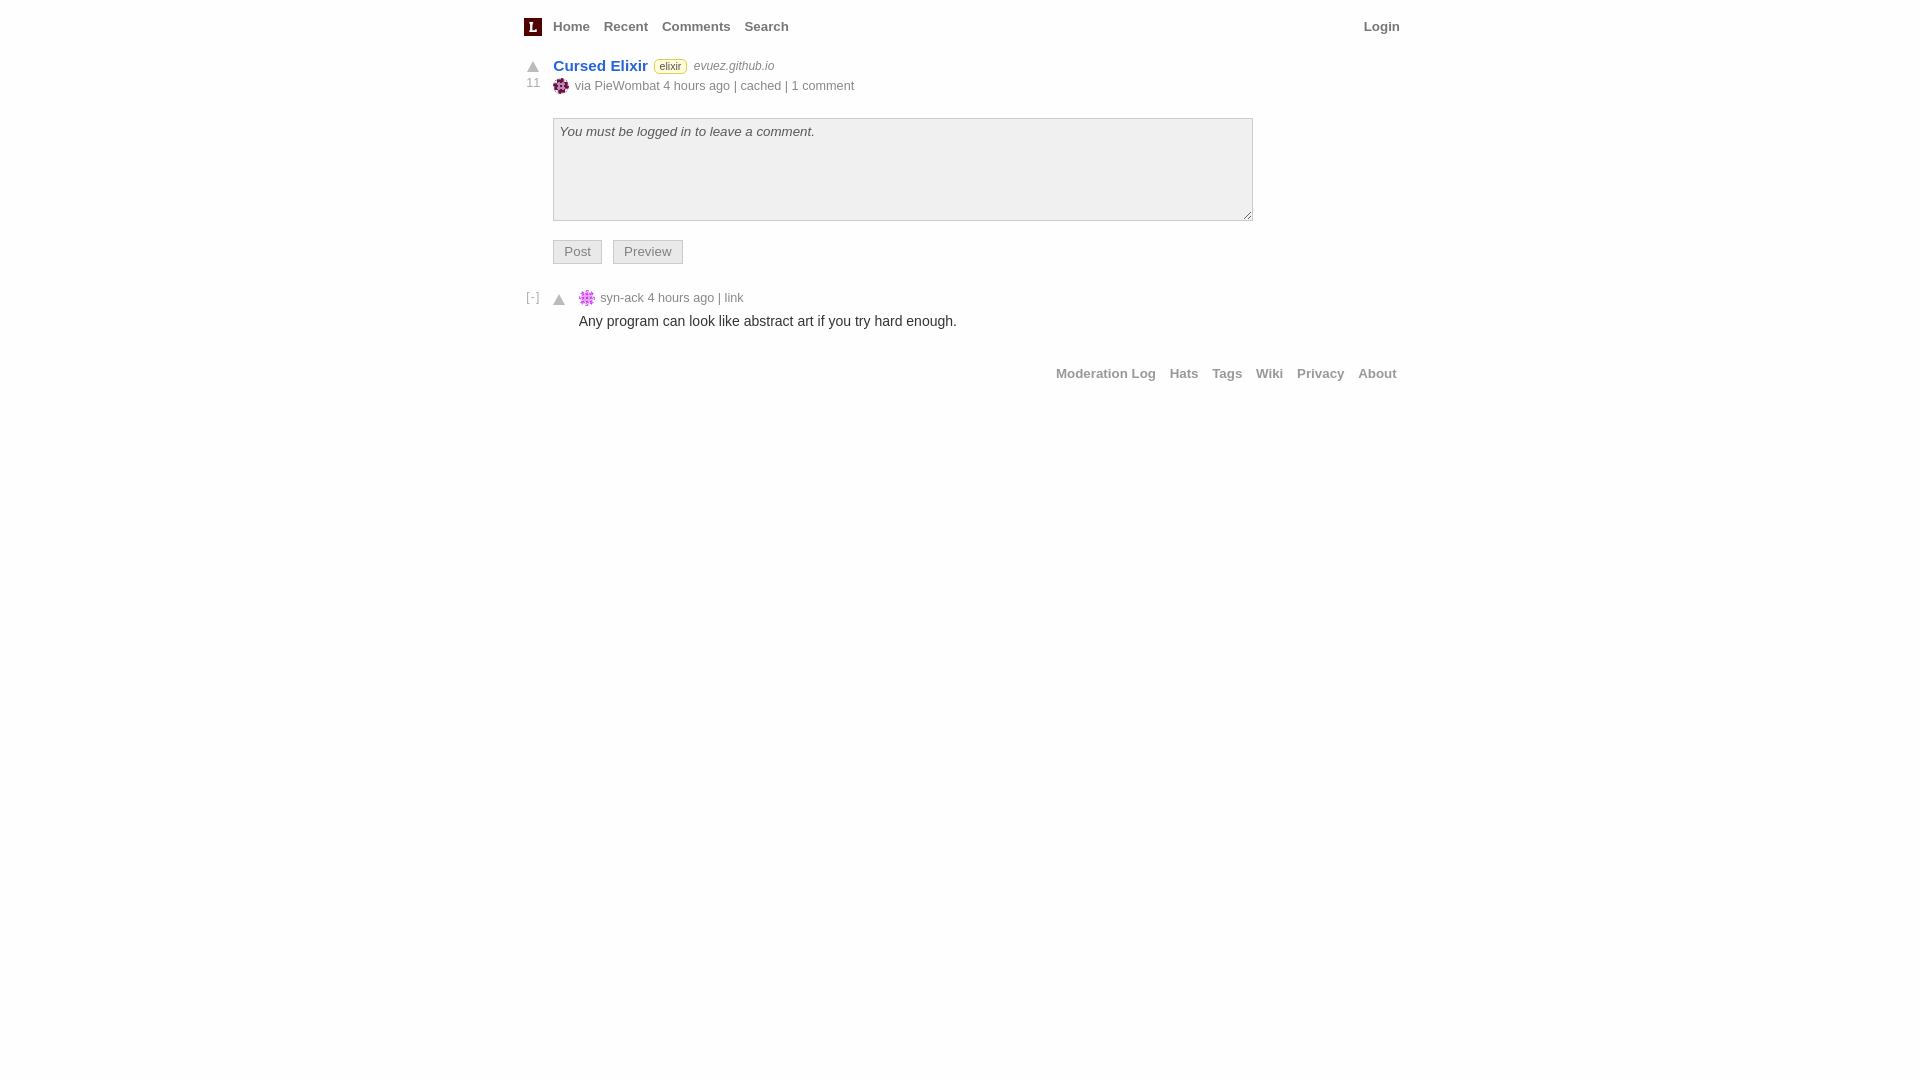 L Home Recent Comments Search Login
Cursed Elixir elixir evuez.github.io
11 via PieWombat 4 hours ago | cached | 1 comment
You must be logged in to leave a comment.
Post Preview
[-] syn-ack 4 hours ago | link
Any program can look like abstract art if you try hard enough.
Moderation Log Hats Tags Wiki Privacy About